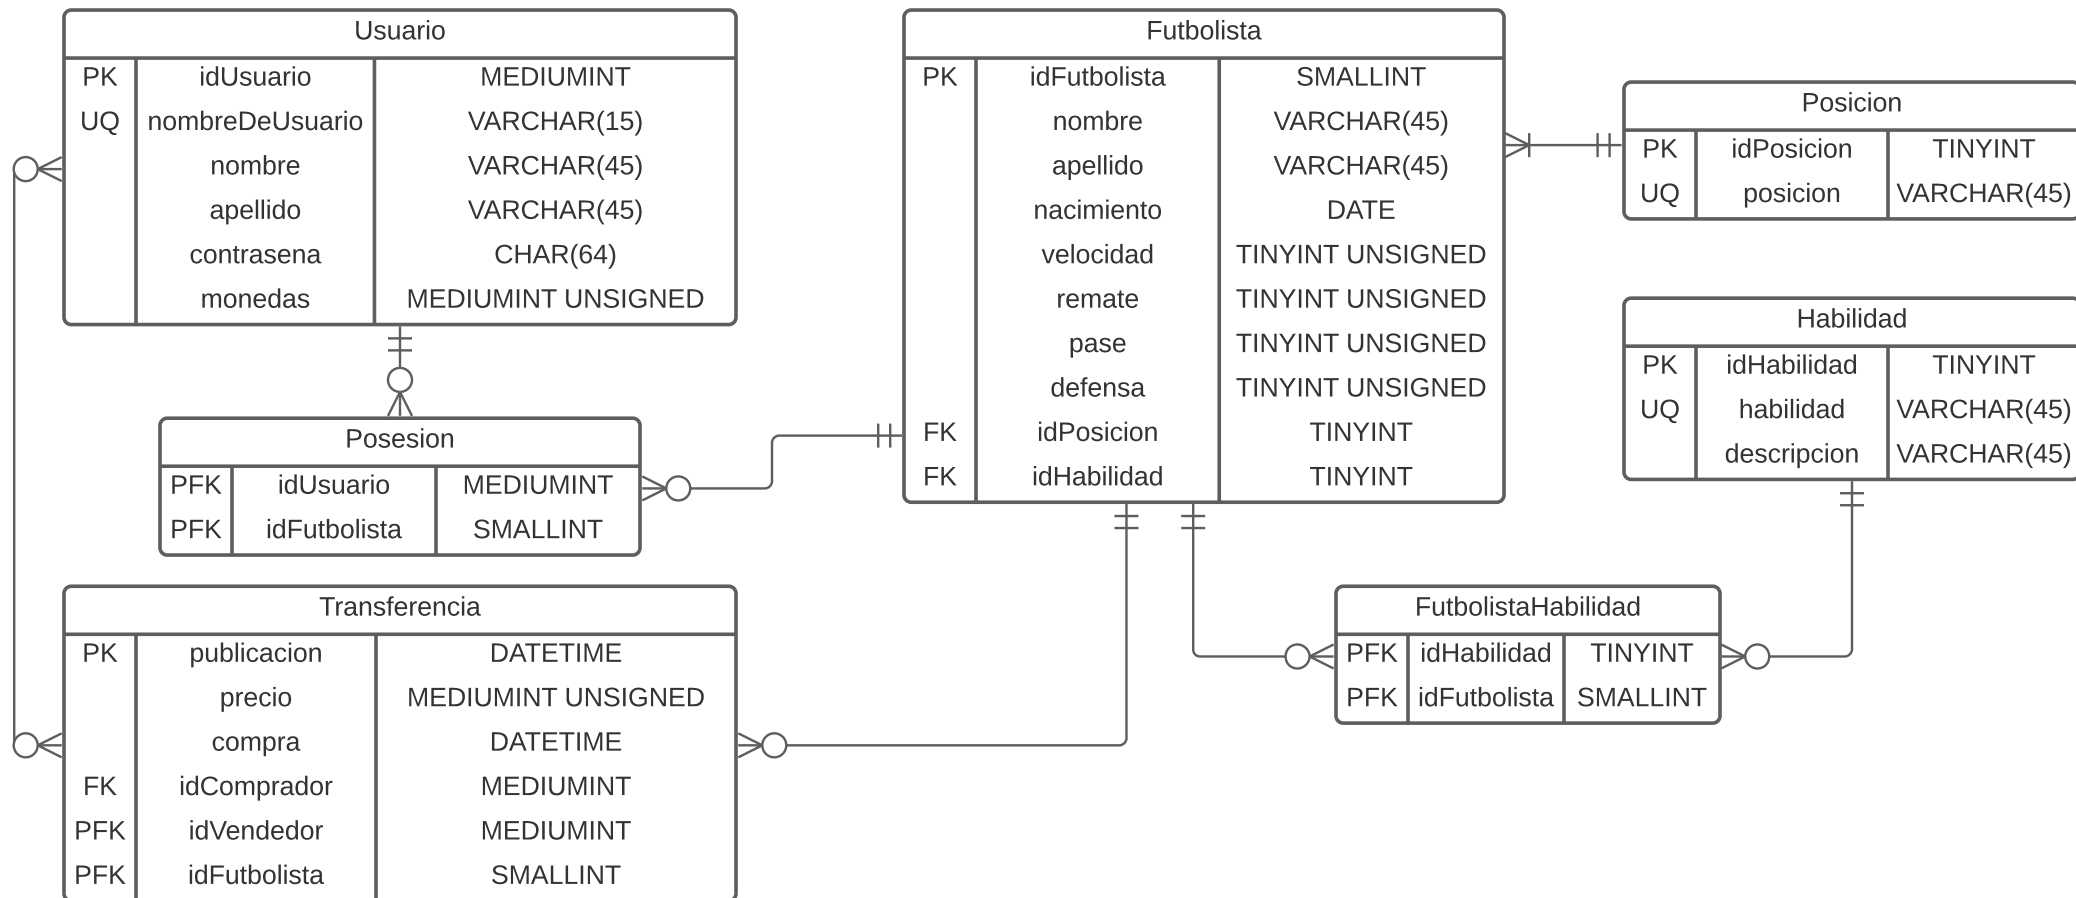 Usuario
PK idUsuario MEDIUMINT
UQ nombreDeUsuario VARCHAR(15)
nombre VARCHAR(45)
apellido VARCHAR(45)
contrasena CHAR(64)
monedas MEDIUMINT UNSIGNED
Futbolista
PK idFutbolista SMALLINT
nombre VARCHAR(45)
apellido VARCHAR(45)
nacimiento DATE
velocidad TINYINT UNSIGNED
remate TINYINT UNSIGNED
pase TINYINT UNSIGNED
defensa TINYINT UNSIGNED
FK idPosicion TINYINT
FK idHabilidad TINYINT
Posicion
PK idPosicion TINYINT
UQ posicion VARCHAR(45)
Habilidad
PK idHabilidad TINYINT
UQ habilidad VARCHAR(45)
descripcion VARCHAR(45)
Posesion
PFK idUsuario MEDIUMINT
PFK idFutbolista SMALLINT
Transferencia
PK publicacion DATETIME
precio MEDIUMINT UNSIGNED
compra DATETIME
FK idComprador MEDIUMINT
PFK idVendedor MEDIUMINT
PFK idFutbolista SMALLINT
FutbolistaHabilidad
PFK idHabilidad TINYINT
PFK idFutbolista SMALLINT